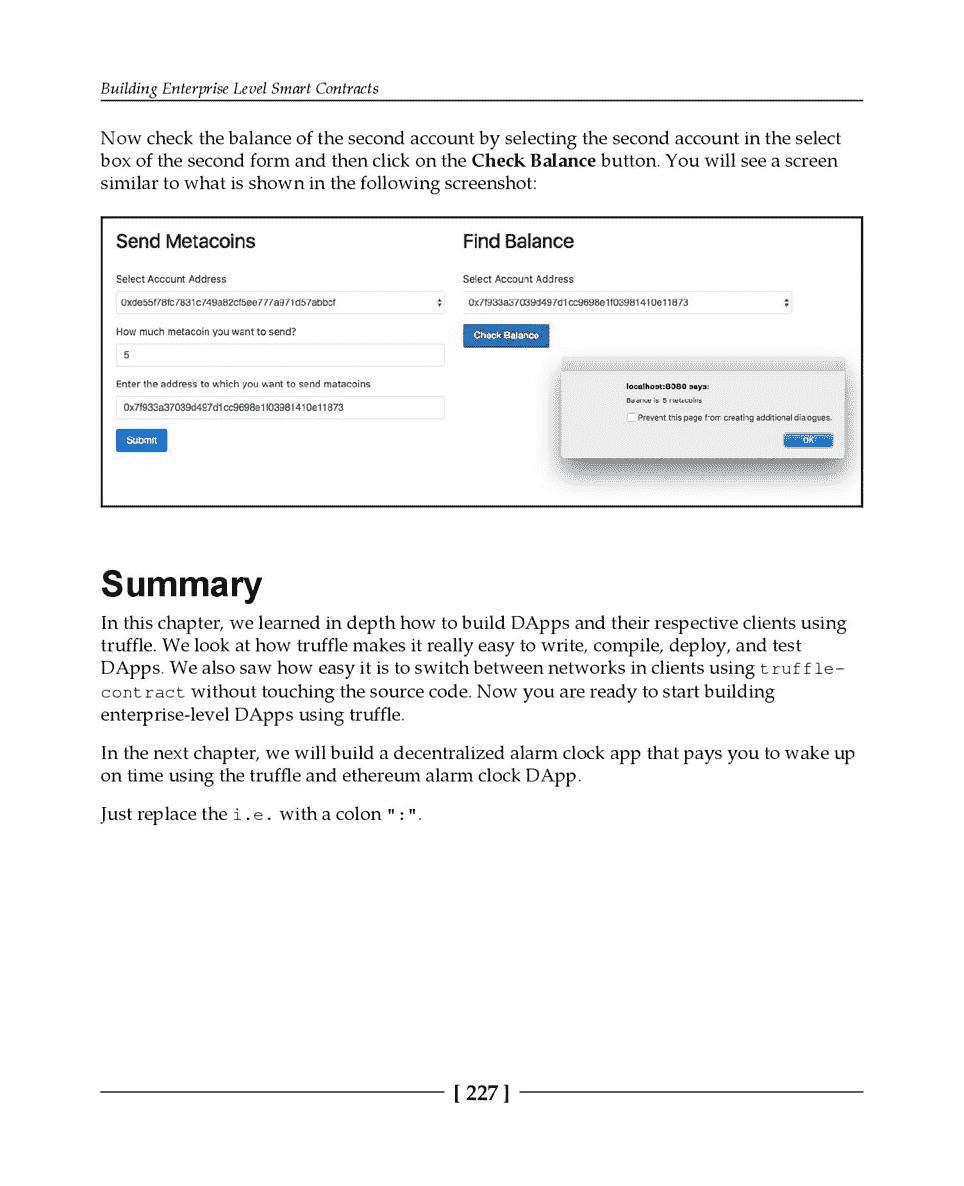 Building Enterprise Level Smart Contracts
Now check the balance of the second account by selecting the second account in the select
box of the second form and then click on the Check Balance button. You will see a screen
similar to what is shown in the following screenshot:
Send Metacoins
Select Account Address
0xde55f78fc7831c749a82cf5ee777a971d57abbcf
How much metacoin you want to send?
5
Enter the address to which you want to send matacoins
0x7f933a37039d497d1cc9698e1f03981410e11873
Submit
Find Balance
Select Account Address
0x7f933a37039d497d1cc9698e1f03981410e11873
Check Balance
localhost:8080 says:
Balance is: 5 metacoins
Prevent this page from creating additional dialogues.
OK
Summary
In this chapter, we learned in depth how to build DApps and their respective clients using
truffle. We look at how truffle makes it really easy to write, compile, deploy, and test
DApps. We also saw how easy it is to switch between networks in clients using truffle-
contract without touching the source code. Now you are ready to start building
enterprise-level DApps using truffle.
In the next chapter, we will build a decentralized alarm clock app that pays you to wake up
on time using the truffle and ethereum alarm clock DApp.
Just replace the i.e. with a colon ":".
[ 227 ]